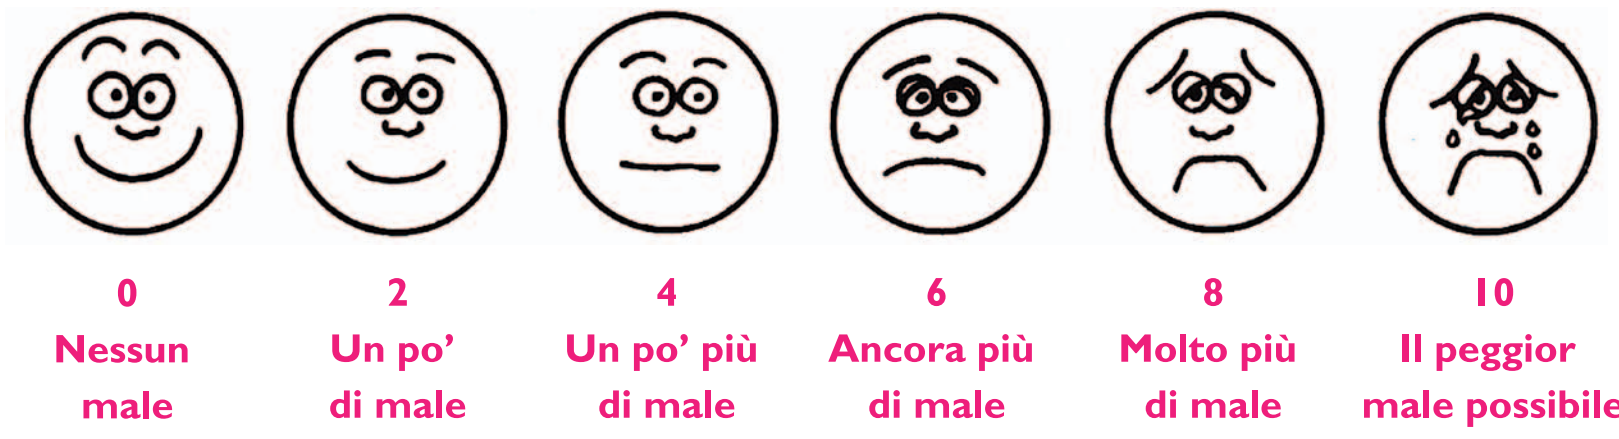 0 2 4 6 8 10
Nessun Un po’ Un po’ più Ancora più Molto più Il peggior
male di male di male di male di male male possibile